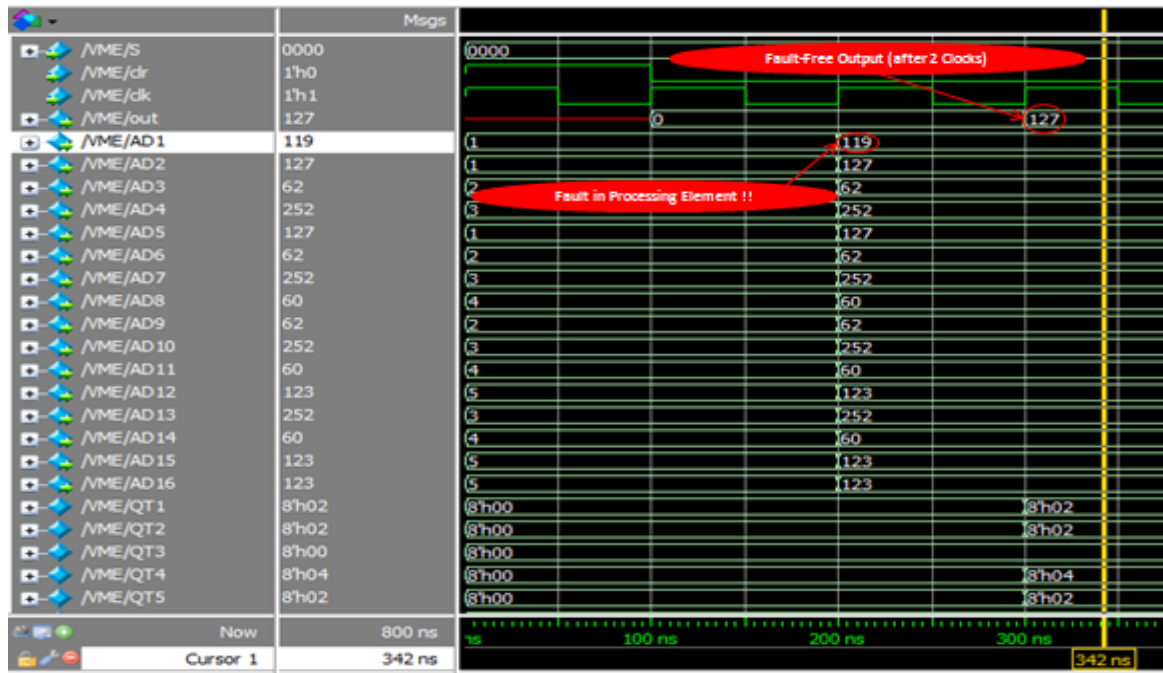 Msgs
/VME/S 0000 0000
/VME/clr 1'h0
/VME/clk 1'h1
/VME/out 127 0 127
/VME/AD1 119 1 119
/VME/AD2 127 1 127
/VME/AD3 62 2 62
/VME/AD4 252 3 252
/VME/AD5 127 1 127
/VME/AD6 62 2 62
/VME/AD7 252 3 252
/VME/AD8 60 4 60
/VME/AD9 62 2 62
/VME/AD10 252 3 252
/VME/AD11 60 4 60
/VME/AD12 123 5 123
/VME/AD13 252 3 252
/VME/AD14 60 4 60
/VME/AD15 123 5 123
/VME/AD16 123 5 123
/VME/QT1 8'h02 8'h00 8'h02
/VME/QT2 8'h02 8'h00 8'h02
/VME/QT3 8'h00 8'h00
/VME/QT4 8'h04 8'h00 8'h04
/VME/QT5 8'h02 8'h00 8'h02
Fault-Free Output (after 2 Clocks)
Fault in Processing Element !!
Now 800 ns ns 100 ns 200 ns 300 ns
Cursor 1 342 ns 342 ns